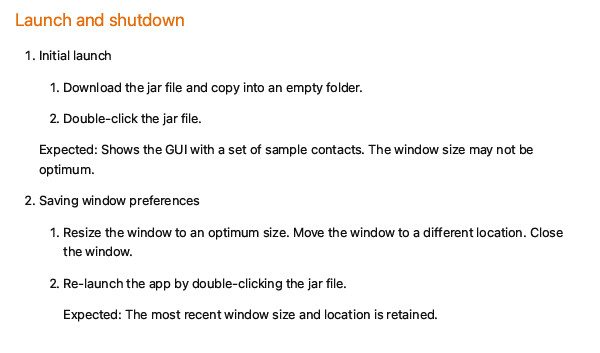 Launch and shutdown
1. Initial launch
1. Download the jar file and copy into an empty folder.
2. Double-click the jar file.
Expected: Shows the GUI with a set of sample contacts. The window size may not be
optimum.
2. Saving window preferences
1. Resize the window to an optimum size. Move the window to a different location. Close
the window.
2. Re-launch the app by double-clicking the jar file.
Expected: The most recent window size and location is retained.